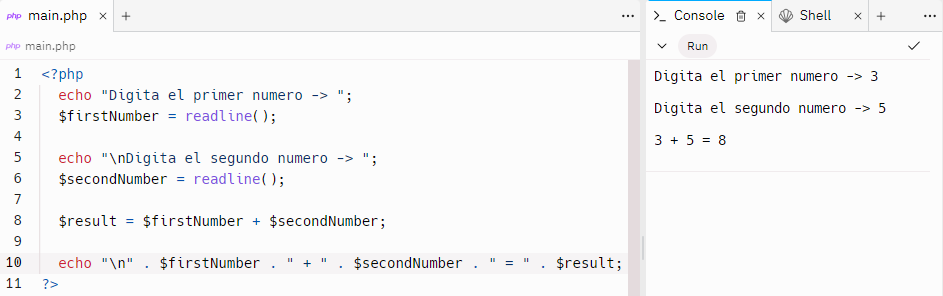 php main.php × +
php main.php
1 <?php
2 echo "Digita el primer numero -> ";
3 $firstNumber = readline();
4
5 echo "\nDigita el segundo numero -> ";
6 $secondNumber = readline();
7
8 $result = $firstNumber + $secondNumber;
9
10 echo "\n" . $firstNumber . " + " . $secondNumber . " = " . $result;
11 ?>
Console × Shell × +
Run
Digita el primer numero -> 3
Digita el segundo numero -> 5
3 + 5 = 8